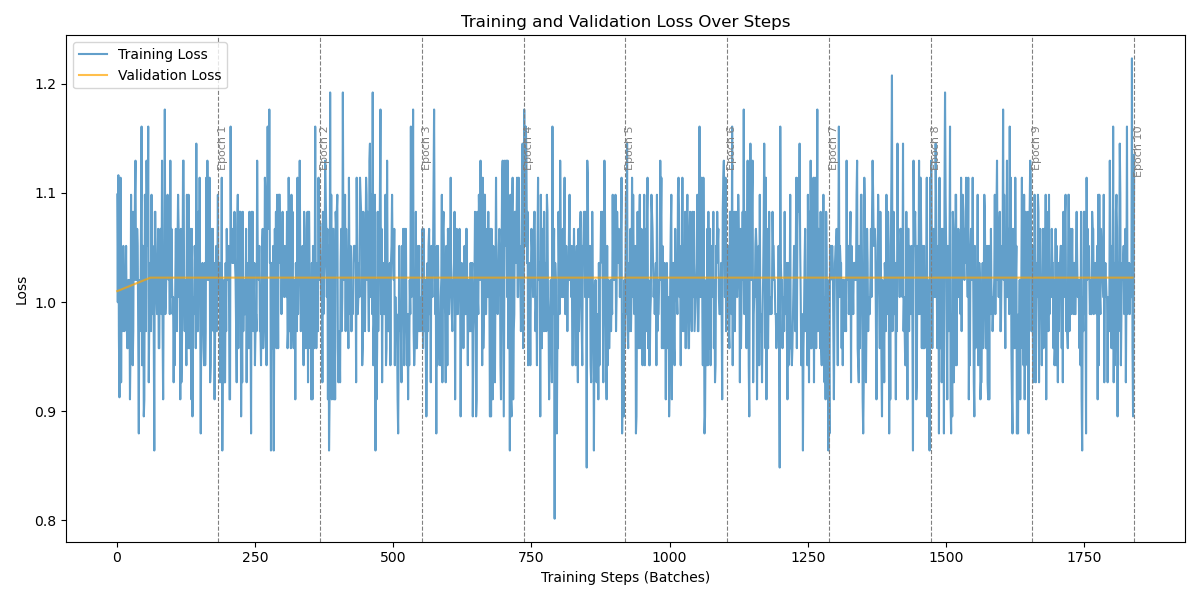 Training and Validation Loss Over Steps
Training Loss
Validation Loss
Epoch 1
Epoch 2
Epoch 3
Epoch 4
Epoch 5
Epoch 6
Epoch 7
Epoch 8
Epoch 9
Epoch 10
Loss
1.2
1.1
1.0
0.9
0.8
0
250
500
750
1000
1250
1500
1750
Training Steps (Batches)